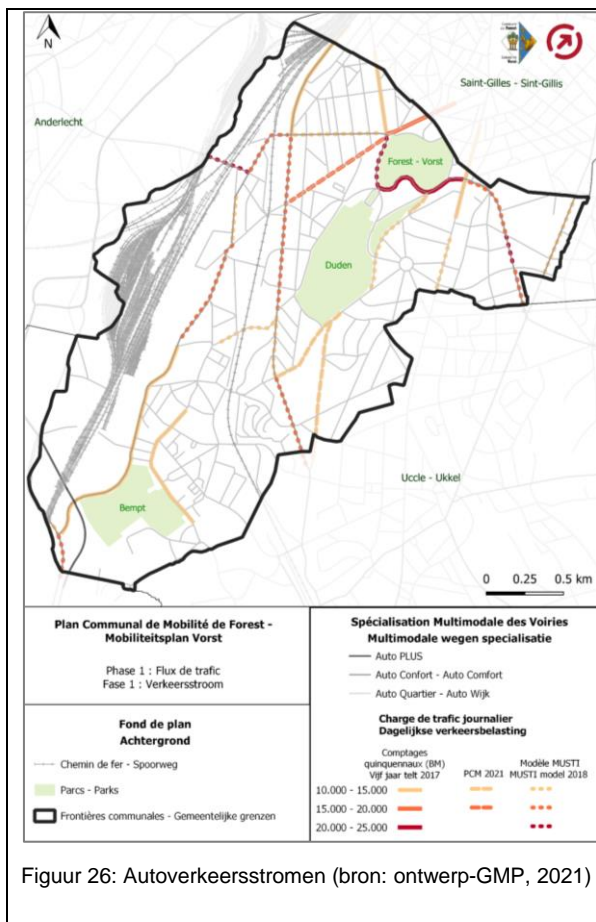 N
Saint-Gilles - Sint-Gillis
Anderlecht
Forest - Vorst
Duden
Uccle - Ukkel
Bempt
0 0.25 0.5 km
Plan Communal de Mobilité de Forest -
Mobiliteitsplan Vorst
Phase 1 : Flux de trafic
Fase 1 : Verkeersstroom
Fond de plan
Achtergrond
Chemin de fer - Spoorweg
Parcs - Parks
Frontières communales - Gemeentelijke grenzen
Spécialisation Multimodale des Voiries
Multimodale wegen specialisatie
Auto PLUS
Auto Confort - Auto Comfort
Auto Quartier - Auto Wijk
Charge de trafic journalier
Dagelijkse verkeersbelasting
Comptages
quinquennaux (BM)
Vijf jaar telt 2017
PCM 2021
Modèle MUSTI
MUSTI model 2018
10.000 - 15.000
15.000 - 20.000
20.000 - 25.000
Figuur 26: Autoverkeersstromen (bron: ontwerp-GMP, 2021)